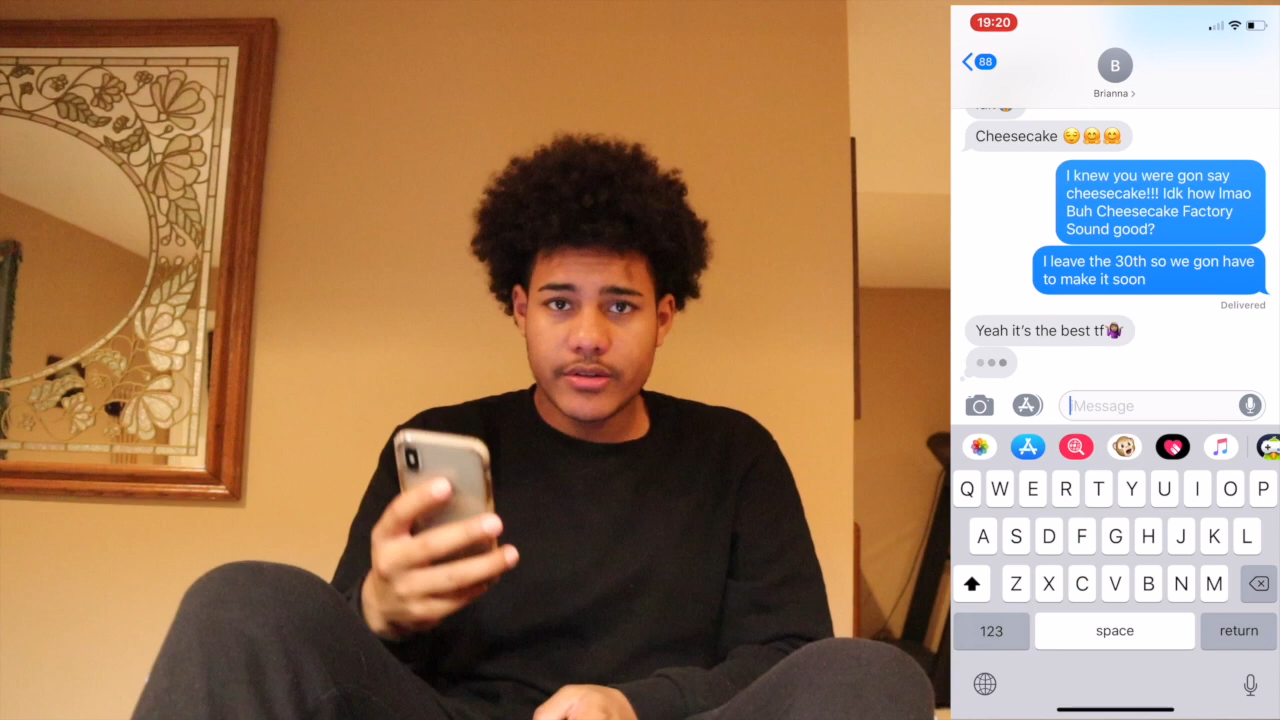 19:20
88
B
Brianna >
Cheesecake 😌🤗🤗
I knew you were gon say
cheesecake!!! Idk how lmao
Buh Cheesecake Factory
Sound good?
I leave the 30th so we gon have
to make it soon
Delivered
Yeah it's the best tf🤷🏽‍♀️
iMessage
Q W E R T Y U I O P
A S D F G H J K L
Z X C V B N M
123 space return